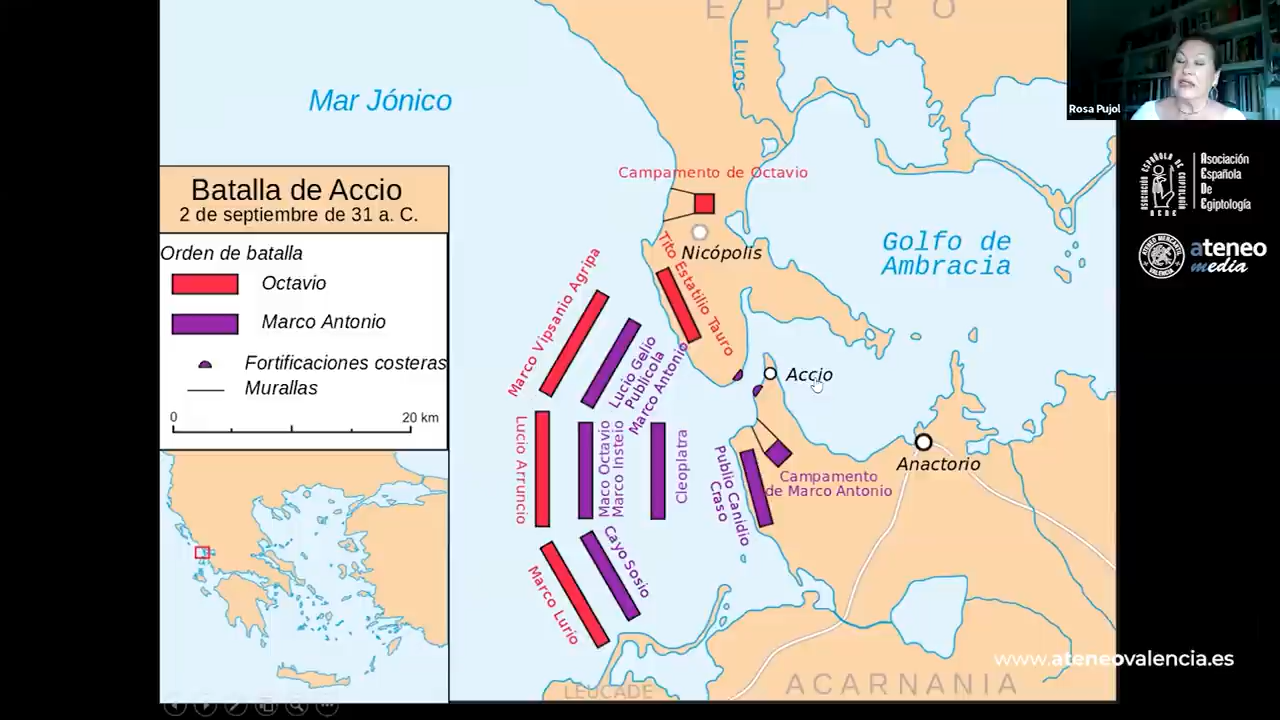 EPIRO
Luros
Mar Jónico
Rosa Pujol
Asociación
Española
De
Egiptología
ateneo
media
Campamento de Octavio
Nicópolis
Golfo de
Ambracia
Batalla de Accio
2 de septiembre de 31 a. C.
Orden de batalla
Octavio
Marco Antonio
Fortificaciones costeras
Murallas
0
20 km
Marco Vipsanio Agripa
Tito Estatilio Tauro
Lucio Gelio
Publicola
Marco Antonio
Accio
Lucio Arruncio
Maco Octavio
Marco Insteio
Cleoplatra
Publio Canidio
Craso
Campamento
de Marco Antonio
Anactorio
Marco Lurio
Cayo Sosio
www.ateneovalencia.es
LEUCADE
ACARNANIA